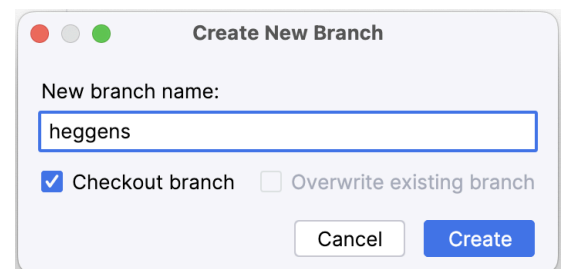 Create New Branch
New branch name:
heggens
Checkout branch Overwrite existing branch
Cancel Create